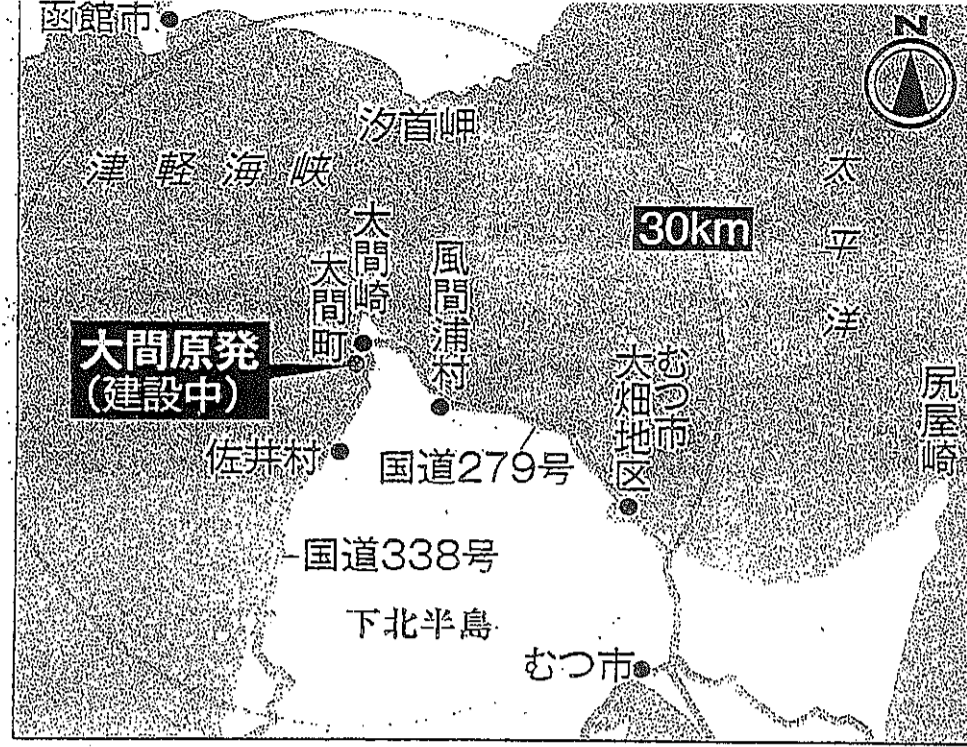 函館市
N
汐首岬
津軽海峡
太平洋
30km
大間崎
大間町
風間浦村
大間原発
(建設中)
むつ市
大畑地区
尻屋崎
佐井村
国道279号
国道338号
下北半島
むつ市